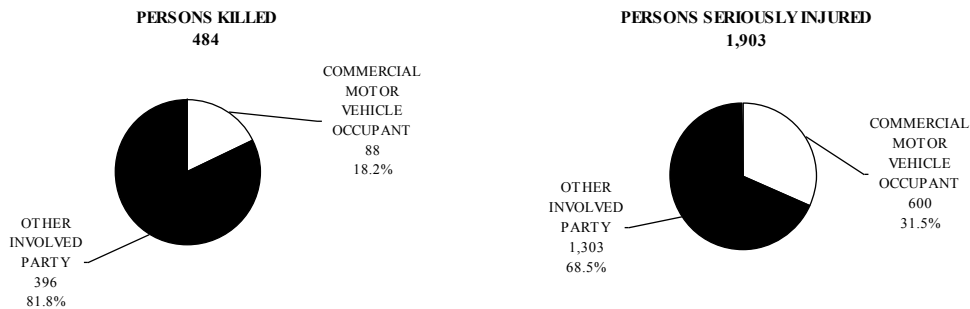 PERSONS KILLED
484
COMMERCIAL
MOTOR
VEHICLE
OCCUPANT
88
18.2%
OTHER
INVOLVED
PARTY
396
81.8%
PERSONS SERIOUSLY INJURED
1,903
COMMERCIAL
MOTOR
VEHICLE
OCCUPANT
600
31.5%
OTHER
INVOLVED
PARTY
1,303
68.5%